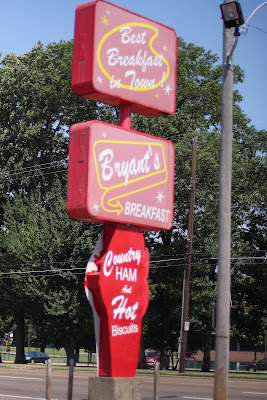 Best
Breakfast
in Town!
Bryant's
BREAKFAST
Country
HAM
And
Hot
Biscuits